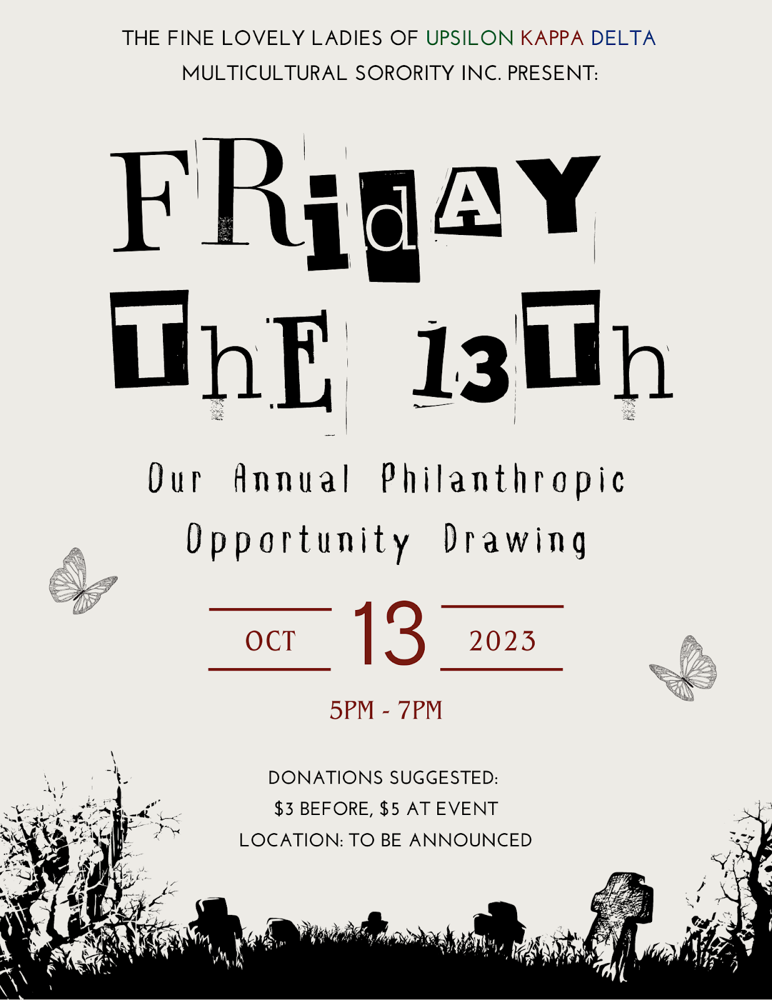 THE FINE LOVELY LADIES OF UPSILON KAPPA DELTA
MULTICULTURAL SORORITY INC. PRESENT:
FRidAY
ThE 13Th
Our Annual Philanthropic
Opportunity Drawing
OCT 13 2023
5PM - 7PM
DONATIONS SUGGESTED:
$3 BEFORE, $5 AT EVENT
LOCATION: TO BE ANNOUNCED